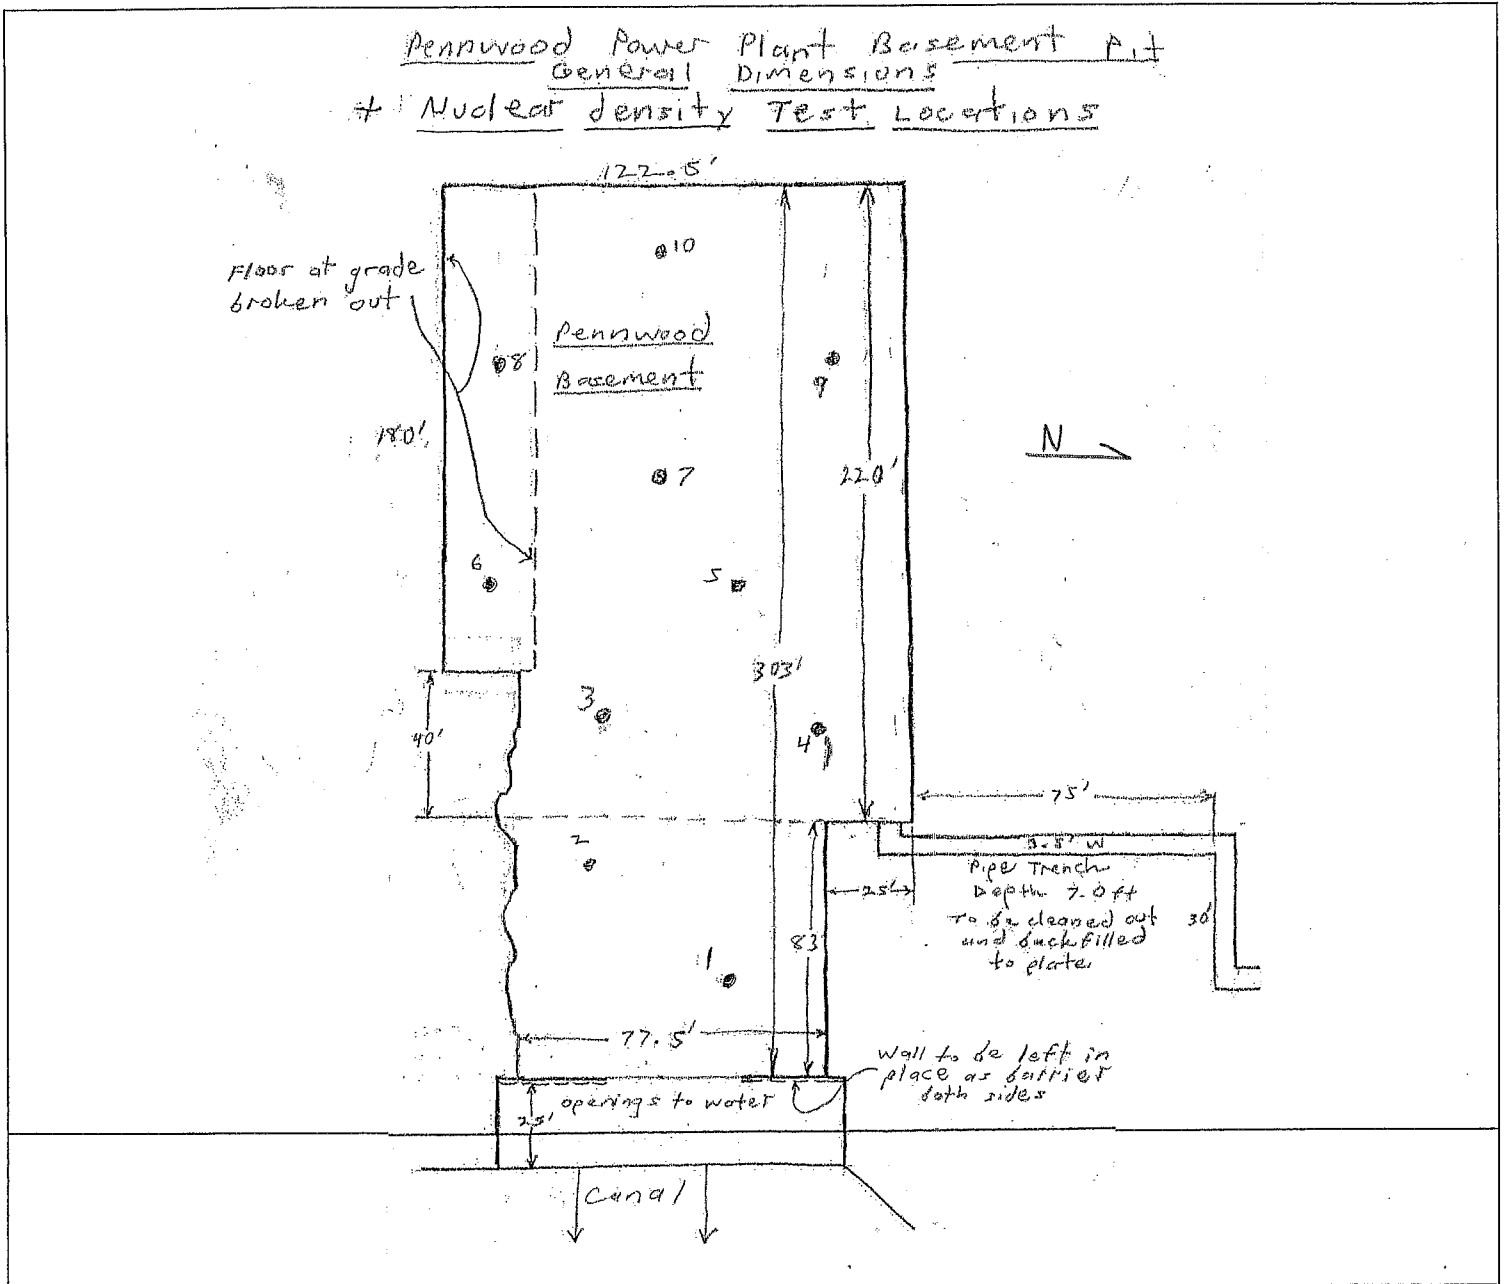 Pennwood Power Plant Basement Pit
General Dimensions
+ Nuclear density Test Locations
122.5'
10
Floor at grade
broken out
Pennwood
Basement
8
9
180'
N
7
220'
6
5
303'
3
4
40'
75'
2
3.5' W
Pipe Trench
Depth 7.0 ft
To be cleaned out
and backfilled
to plate
25'
30'
83'
1
77.5'
Wall to be left in
place as barrier
both sides
openings to water
25'
Canal